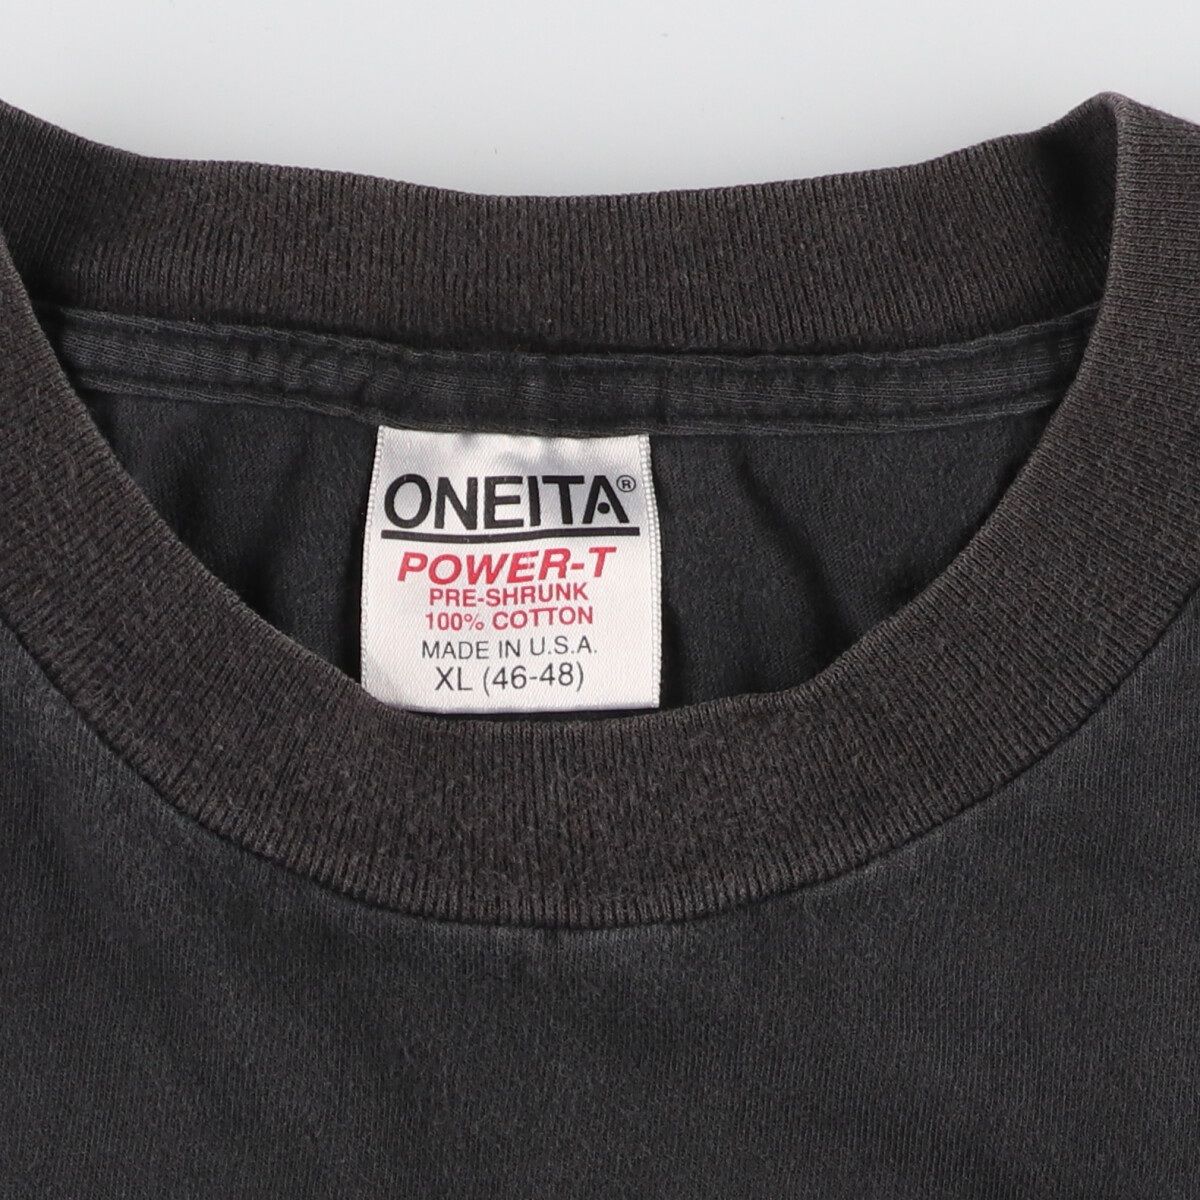 ONEITA®
POWER-T
PRE-SHRUNK
100% COTTON
MADE IN U.S.A.
XL (46-48)